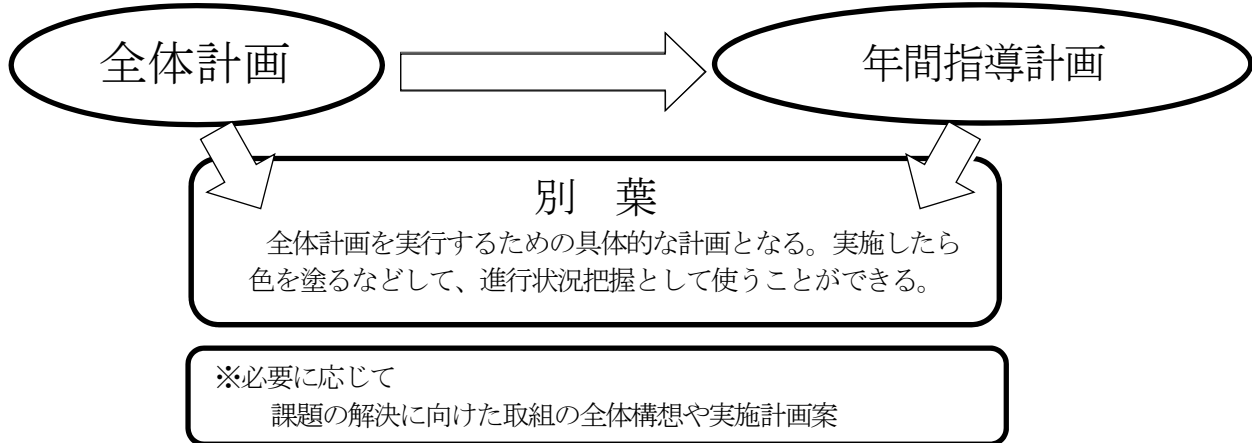 全体計画
年間指導計画
別　葉
全体計画を実行するための具体的な計画となる。実施したら
色を塗るなどして、進行状況把握として使うことができる。
※必要に応じて
課題の解決に向けた取組の全体構想や実施計画案